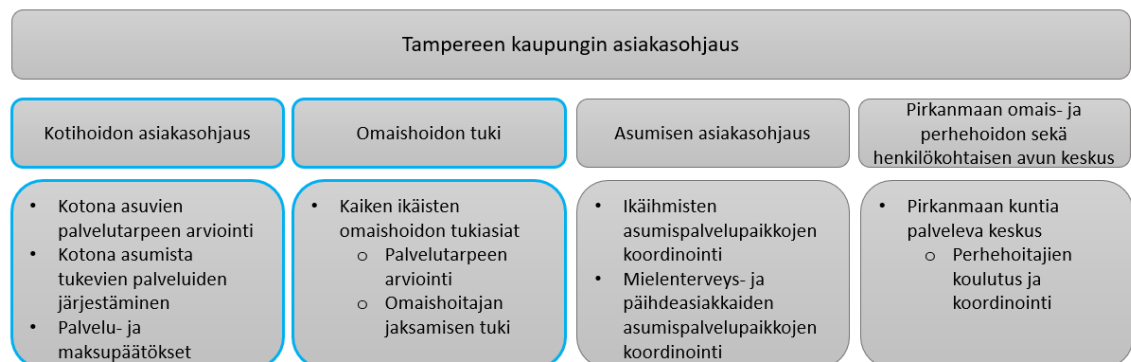 Tampereen kaupungin asiakasohjaus
Kotihoidon asiakasohjaus
Omaishoidon tuki
Asumisen asiakasohjaus
Pirkanmaan omais- ja
perhehoidon sekä
henkilökohtaisen avun keskus
• Kotona asuvien
palvelutarpeen arviointi
• Kotona asumista
tukevien palveluiden
järjestäminen
• Palvelu- ja
maksupäätökset
• Kaiken ikäisten
omaishoidon tukiasiat
o Palvelutarpeen
arviointi
o Omaishoitajan
jaksamisen tuki
• Ikäihmisten
asumispalvelupaikkojen
koordinointi
• Mielenterveys- ja
päihdeasiakkaiden
asumispalvelupaikkojen
koordinointi
• Pirkanmaan kuntia
palveleva keskus
o Perhehoitajien
koulutus ja
koordinointi